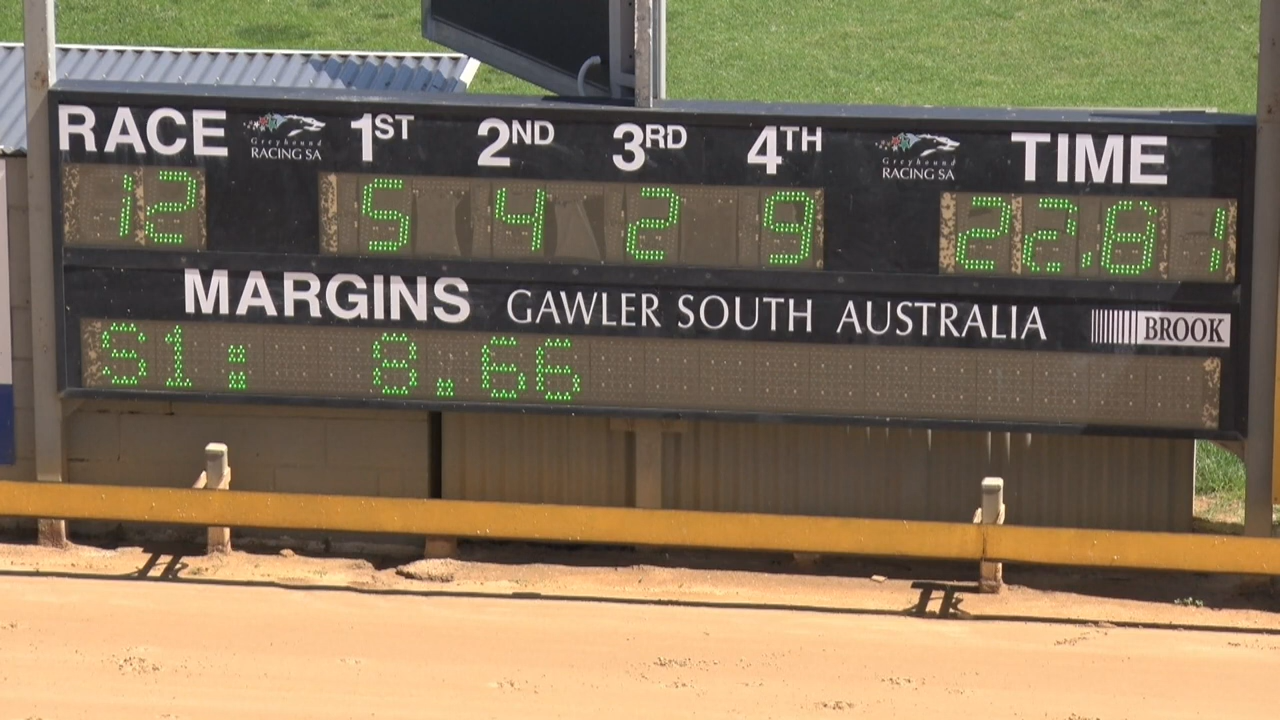 RACE Greyhound RACING SA 1ST 2ND 3RD 4TH Greyhound RACING SA TIME
12 5 4 2 9 22.81
MARGINS GAWLER SOUTH AUSTRALIA BROOK
S1: 8.66